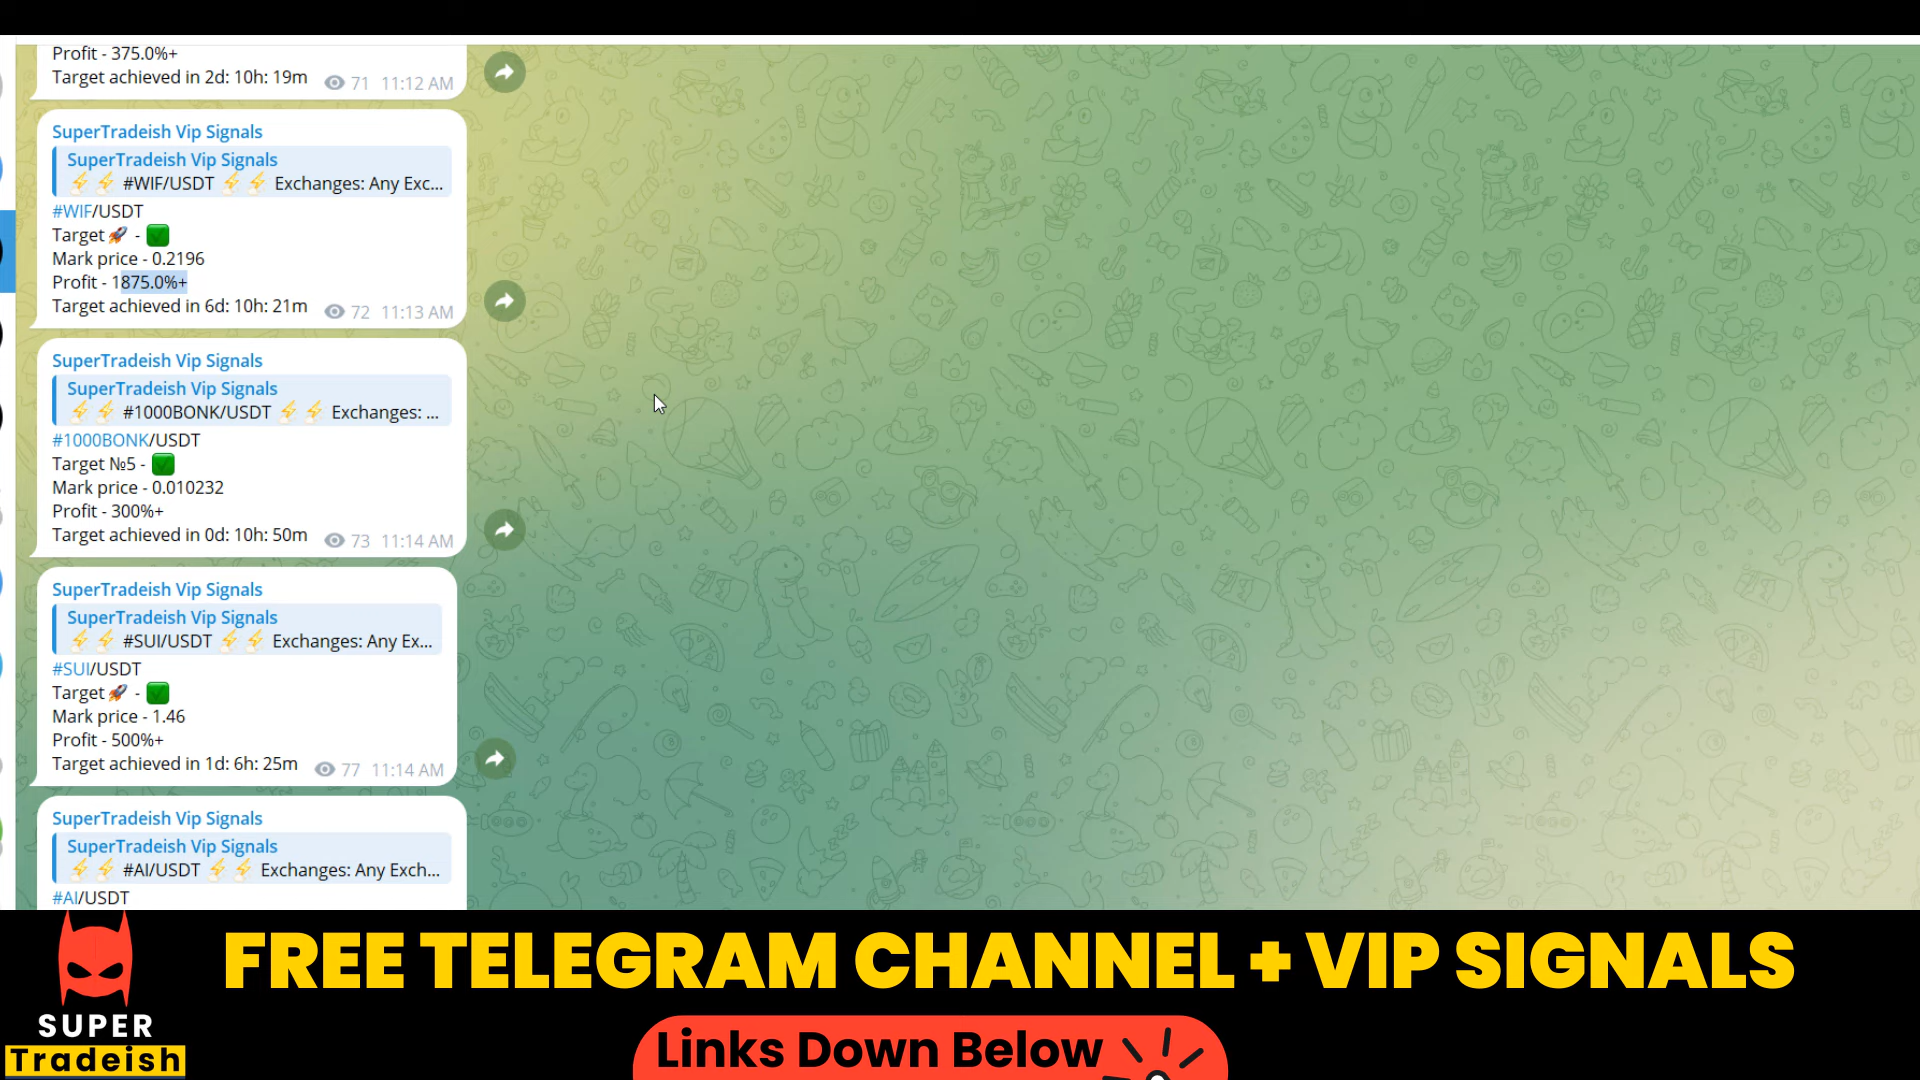 Profit - 375.0%+
Target achieved in 2d: 10h: 19m 71 11:12 AM
SuperTradeish Vip Signals
SuperTradeish Vip Signals
⚡ ⚡ #WIF/USDT ⚡ ⚡ Exchanges: Any Exc...
#WIF/USDT
Target 🚀 - ✅
Mark price - 0.2196
Profit - 1875.0%+
Target achieved in 6d: 10h: 21m 72 11:13 AM
SuperTradeish Vip Signals
SuperTradeish Vip Signals
⚡ ⚡ #1000BONK/USDT ⚡ ⚡ Exchanges: ...
#1000BONK/USDT
Target №5 - ✅
Mark price - 0.010232
Profit - 300%+
Target achieved in 0d: 10h: 50m 73 11:14 AM
SuperTradeish Vip Signals
SuperTradeish Vip Signals
⚡ ⚡ #SUI/USDT ⚡ ⚡ Exchanges: Any Ex...
#SUI/USDT
Target 🚀 - ✅
Mark price - 1.46
Profit - 500%+
Target achieved in 1d: 6h: 25m 77 11:14 AM
SuperTradeish Vip Signals
SuperTradeish Vip Signals
⚡ ⚡ #AI/USDT ⚡ ⚡ Exchanges: Any Exch...
#AI/USDT
FREE TELEGRAM CHANNEL + VIP SIGNALS
SUPER
Tradeish
Links Down Below